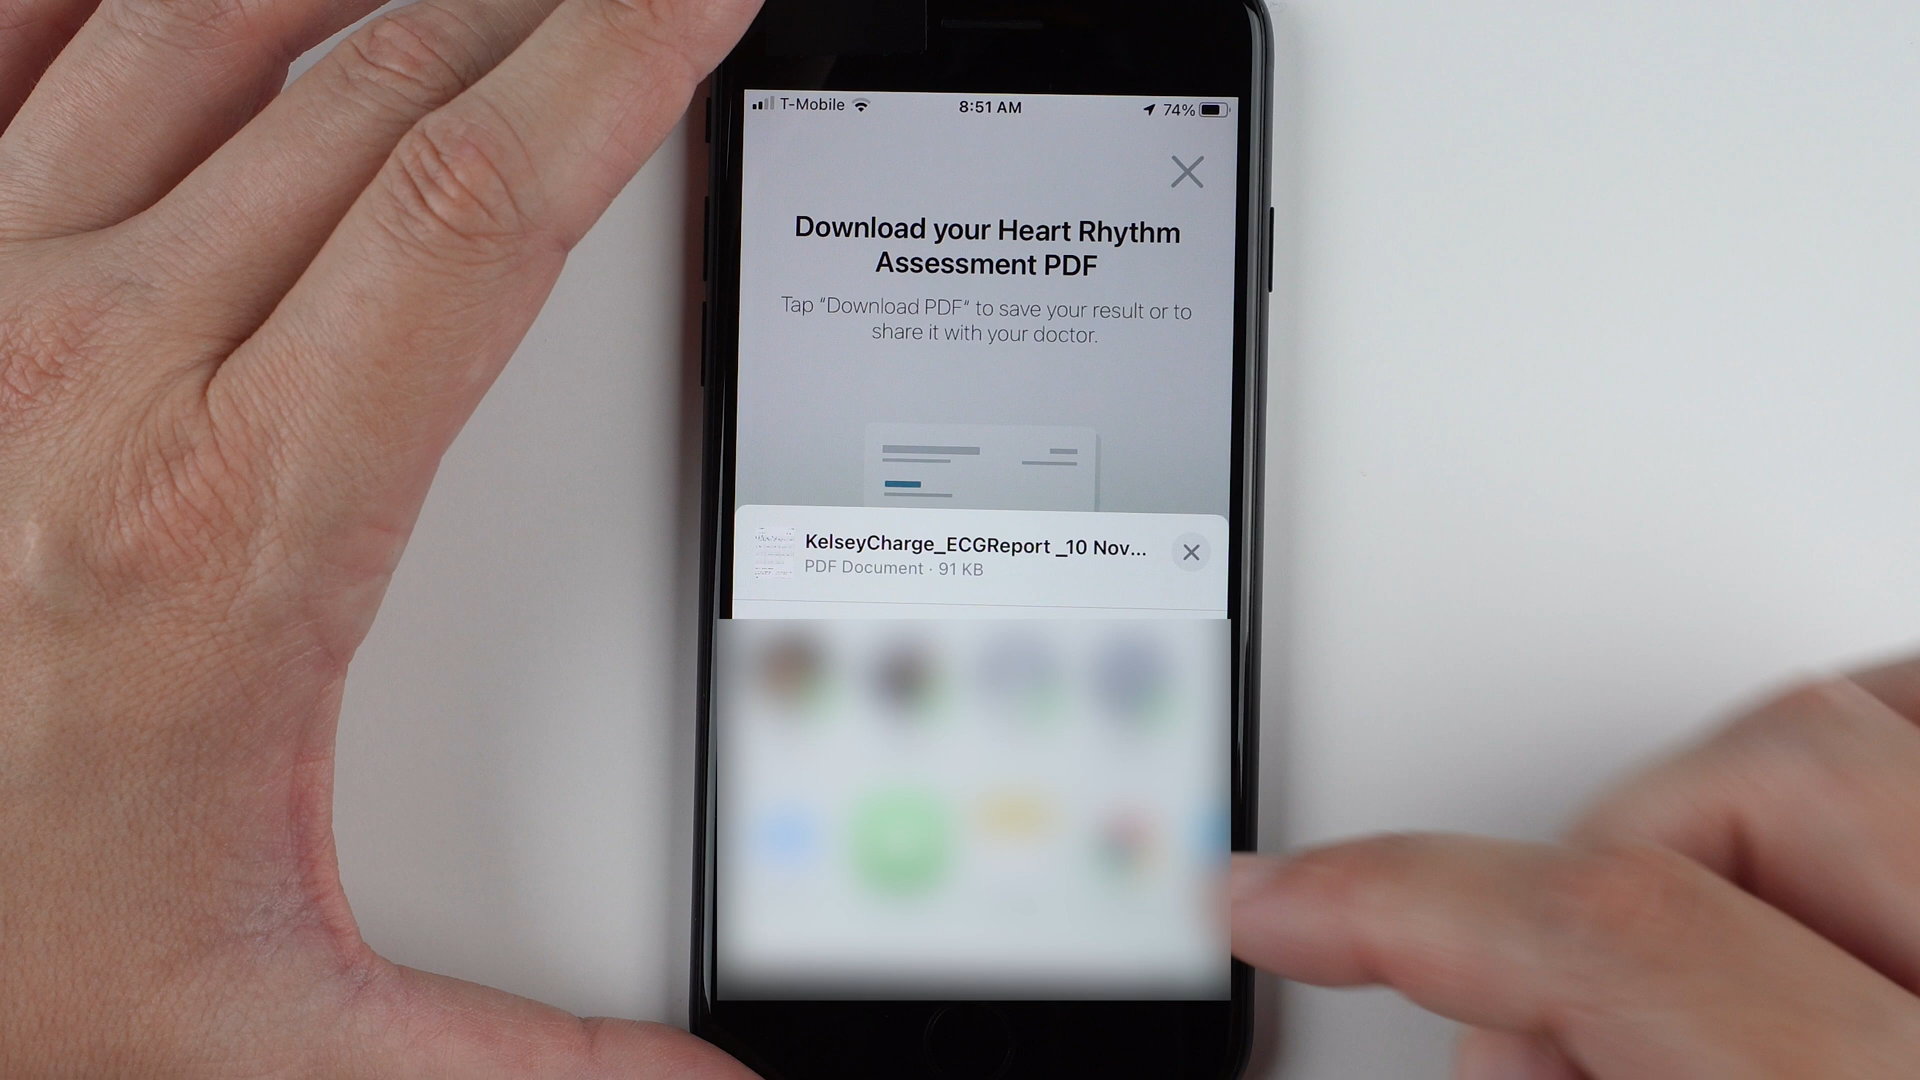 T-Mobile 8:51 AM 74%
Download your Heart Rhythm
Assessment PDF
Tap "Download PDF" to save your result or to
share it with your doctor.
KelseyCharge_ECGReport _10 Nov...
PDF Document · 91 KB